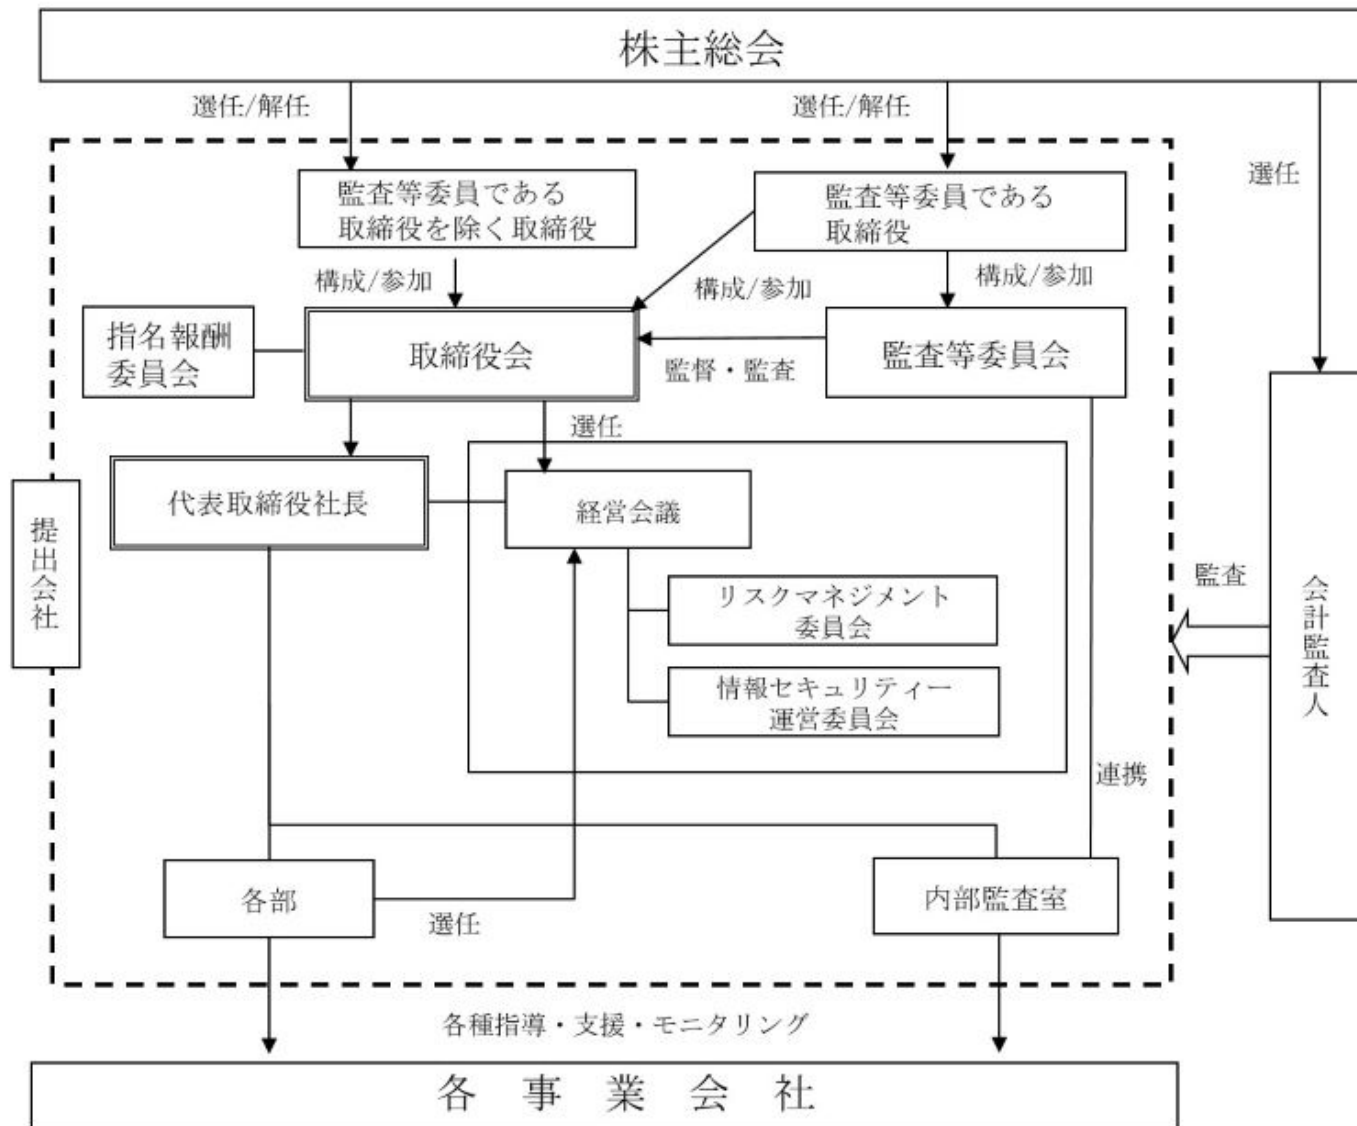 株主総会
選任/解任
選任/解任
選任
監査等委員である
取締役を除く取締役
監査等委員である
取締役
構成/参加
構成/参加
構成/参加
指名報酬
委員会
取締役会
監督・監査
監査等委員会
選任
代表取締役社長
経営会議
提出会社
リスクマネジメント
委員会
監査
会計監査人
情報セキュリティー
運営委員会
連携
各部
選任
内部監査室
各種指導・支援・モニタリング
各事業会社